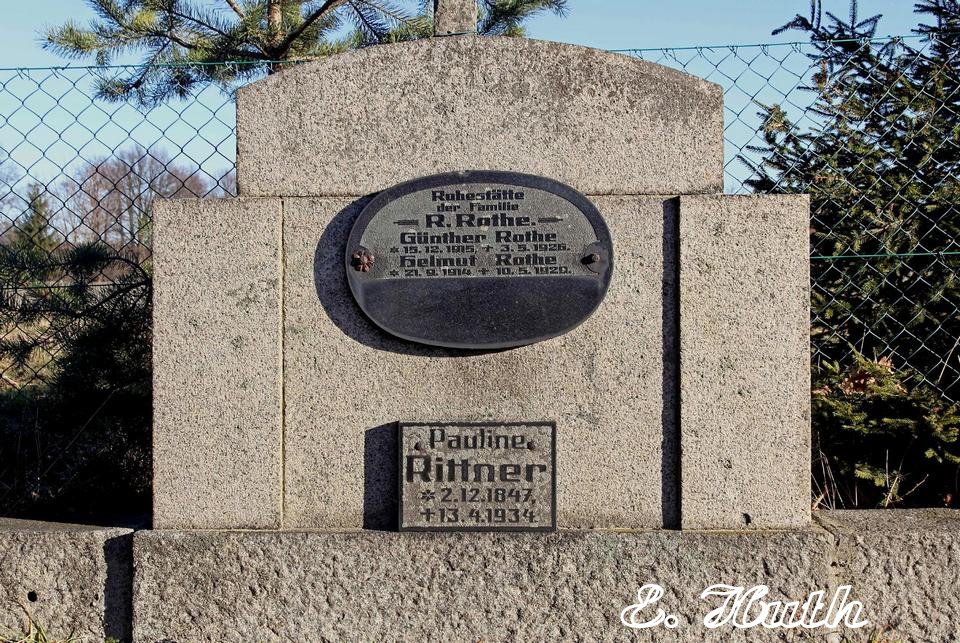 Ruhestätte
der Familie
R. Rothe.
Günther Rothe
* 15.12.1915, + 3.5.1926.
Helmut Rothe
* 21.9.1914 + 10.5.1920.
Pauline
Rittner
* 2.12.1847,
+ 13.4.1934.
E. Huth